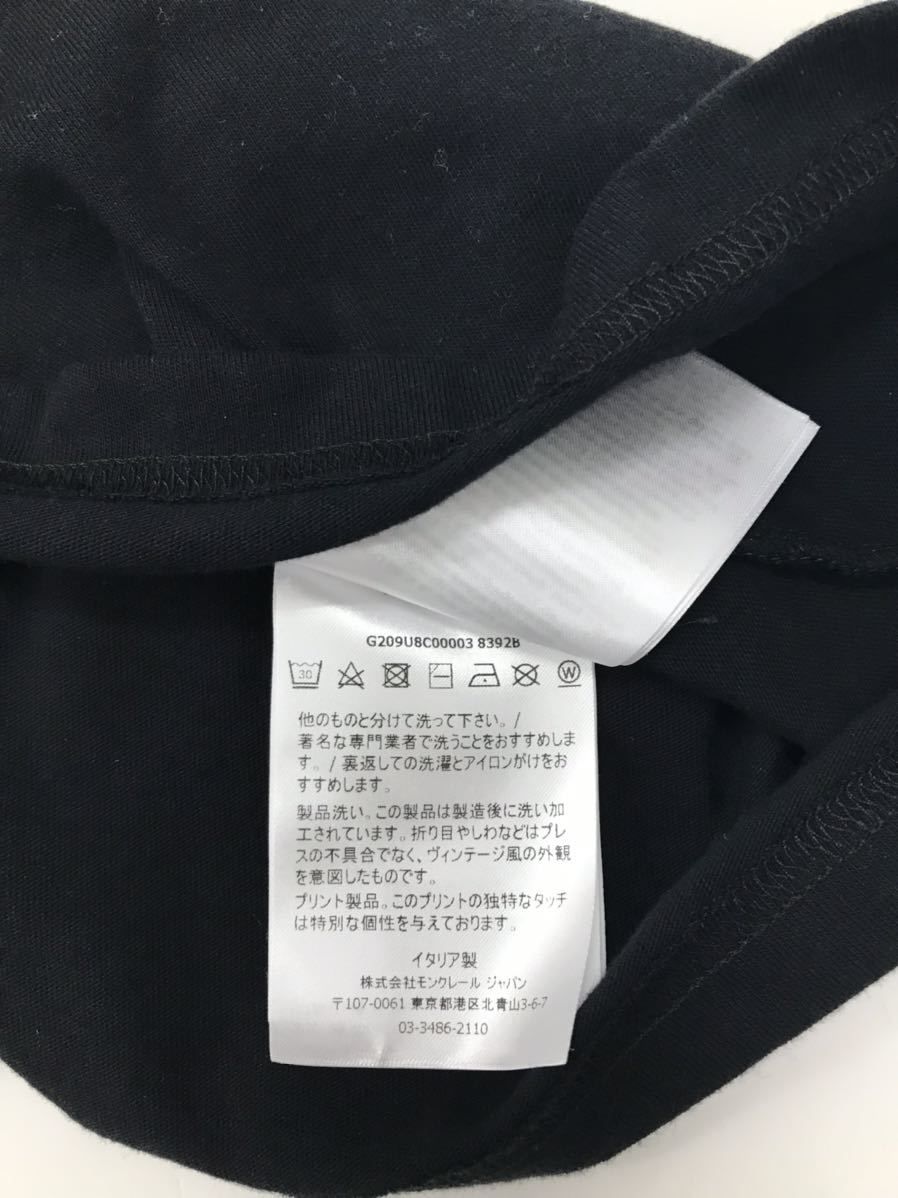 G209U8C00003 8392B
30
W
他のものと分けて洗って下さい。/
著名な専門業者で洗うことをおすすめしま
す。/ 裏返しての洗濯とアイロンがけをお
すすめします。
製品洗い。この製品は製造後に洗い加
工されています。折り目やしわなどはプレ
スの不具合でなく、ヴィンテージ風の外観
を意図したものです。
プリント製品。このプリントの独特なタッチ
は特別な個性を与えております。
イタリア製
株式会社モンクレール ジャパン
〒107-0061 東京都港区北青山3-6-7
03-3486-2110